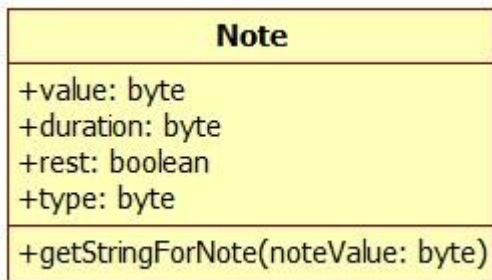 Note
+value: byte
+duration: byte
+rest: boolean
+type: byte
+getStringForNote(noteValue: byte)